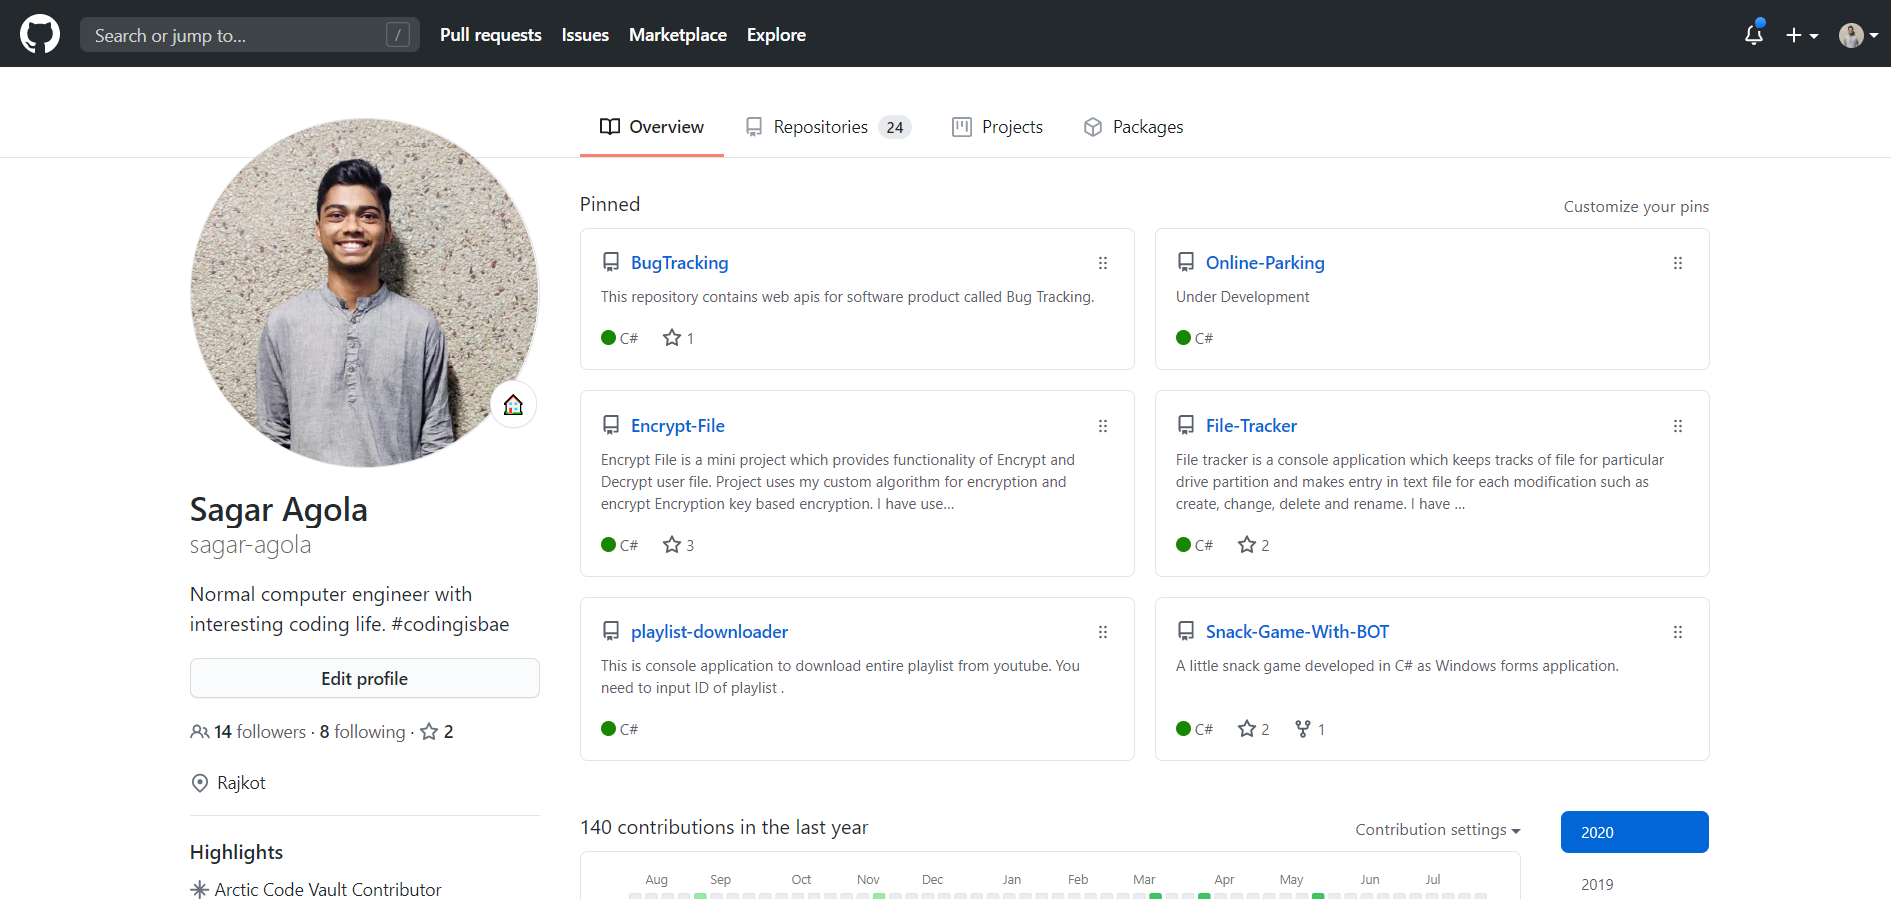 Search or jump to... /
Pull requests
Issues
Marketplace
Explore
Overview
Repositories 24
Projects
Packages
Sagar Agola
sagar-agola
Normal computer engineer with
interesting coding life. #codingisbae
Edit profile
14 followers · 8 following · 2
Rajkot
Highlights
Arctic Code Vault Contributor
Pinned
Customize your pins
BugTracking
This repository contains web apis for software product called Bug Tracking.
C# 1
Online-Parking
Under Development
C#
Encrypt-File
Encrypt File is a mini project which provides functionality of Encrypt and
Decrypt user file. Project uses my custom algorithm for encryption and
encrypt Encryption key based encryption. I have use...
C# 3
File-Tracker
File tracker is a console application which keeps tracks of file for particular
drive partition and makes entry in text file for each modification such as
create, change, delete and rename. I have ...
C# 2
playlist-downloader
This is console application to download entire playlist from youtube. You
need to input ID of playlist .
C#
Snack-Game-With-BOT
A little snack game developed in C# as Windows forms application.
C# 2 1
140 contributions in the last year
Contribution settings
Aug Sep Oct Nov Dec Jan Feb Mar Apr May Jun Jul
2020
2019